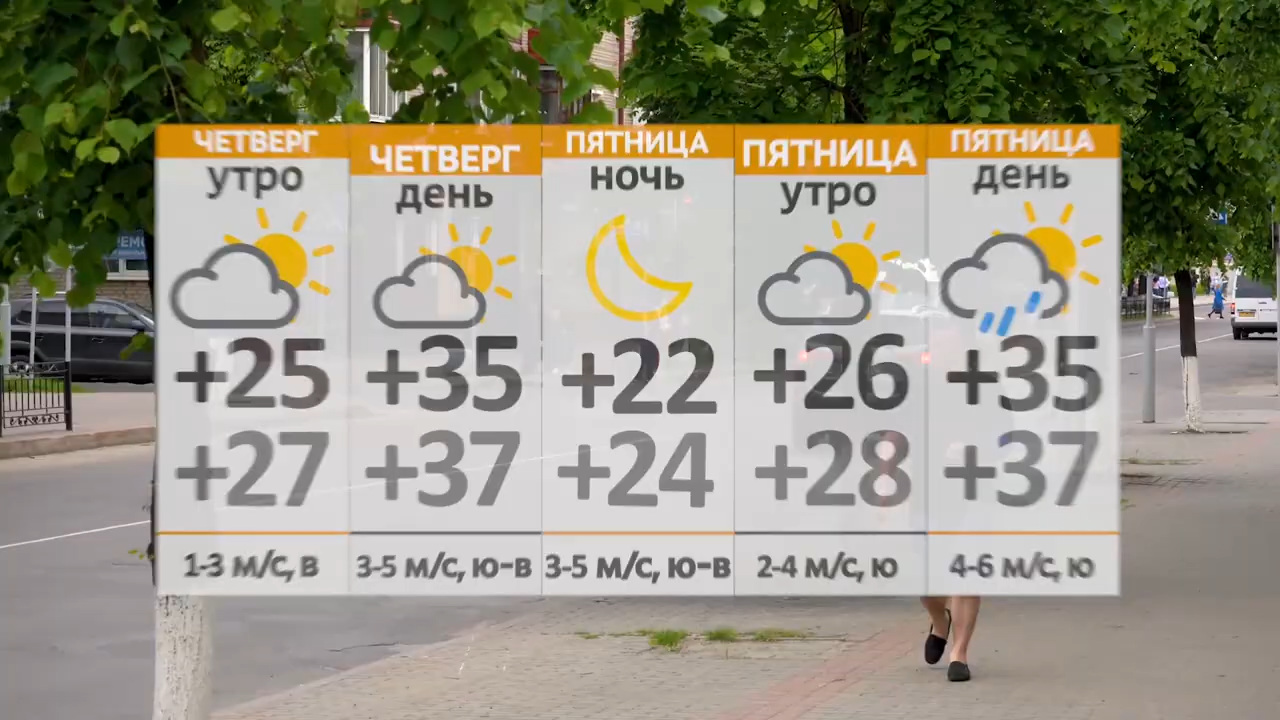 ЧЕТВЕРГ
утро
+25
+27
1-3 м/с, в
ЧЕТВЕРГ
день
+35
+37
3-5 м/с, ю-в
ПЯТНИЦА
ночь
+22
+24
3-5 м/с, ю-в
ПЯТНИЦА
утро
+26
+28
2-4 м/с, ю
ПЯТНИЦА
день
+35
+37
4-6 м/с, ю